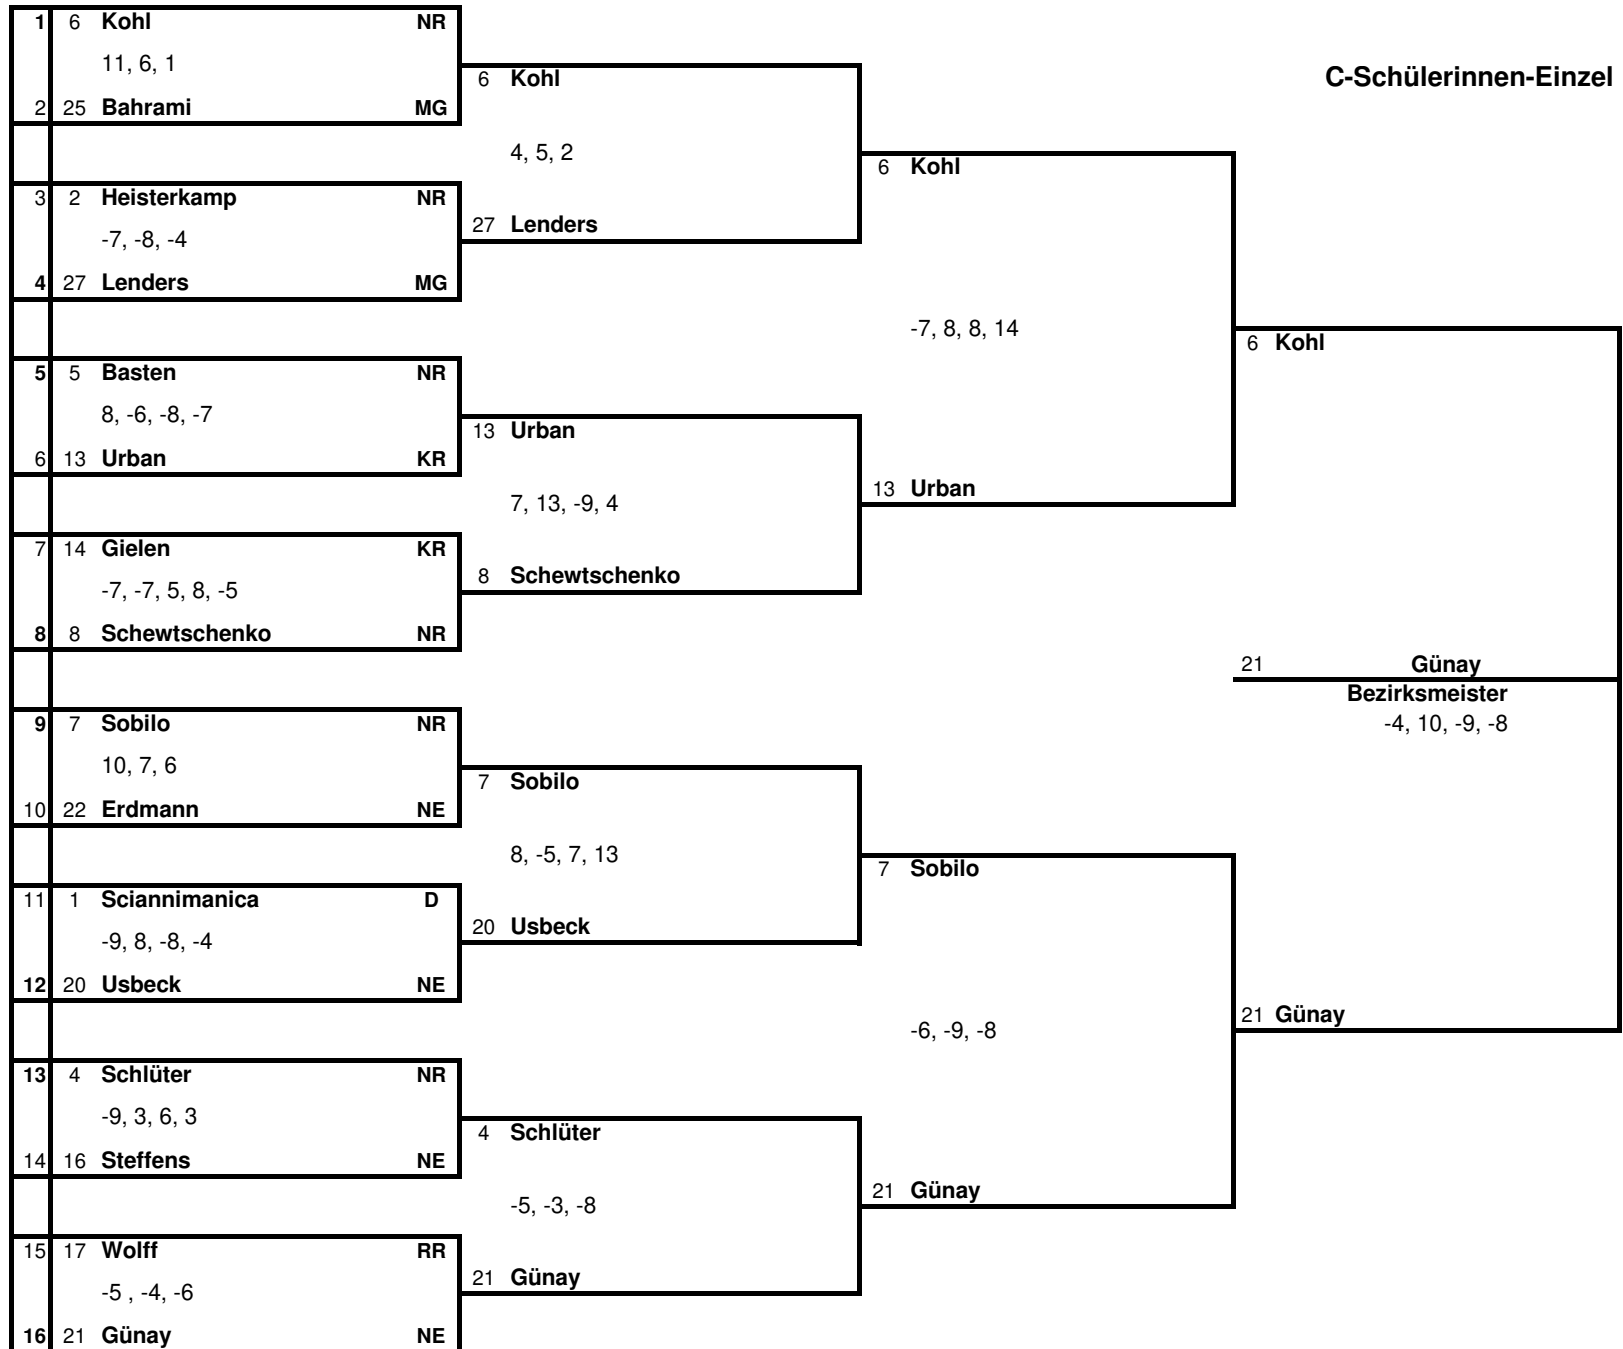 C-Schülerinnen-Einzel
1 6 Kohl NR
11, 6, 1
2 25 Bahrami MG
3 2 Heisterkamp NR
-7, -8, -4
4 27 Lenders MG
5 5 Basten NR
8, -6, -8, -7
6 13 Urban KR
7 14 Gielen KR
-7, -7, 5, 8, -5
8 8 Schewtschenko NR
9 7 Sobilo NR
10, 7, 6
10 22 Erdmann NE
11 1 Sciannimanica D
-9, 8, -8, -4
12 20 Usbeck NE
13 4 Schlüter NR
-9, 3, 6, 3
14 16 Steffens NE
15 17 Wolff RR
-5 , -4, -6
16 21 Günay NE
6 Kohl
4, 5, 2
27 Lenders
13 Urban
7, 13, -9, 4
8 Schewtschenko
7 Sobilo
8, -5, 7, 13
20 Usbeck
4 Schlüter
-5, -3, -8
21 Günay
6 Kohl
-7, 8, 8, 14
13 Urban
7 Sobilo
-6, -9, -8
21 Günay
6 Kohl
21 Günay
Bezirksmeister
-4, 10, -9, -8
21 Günay